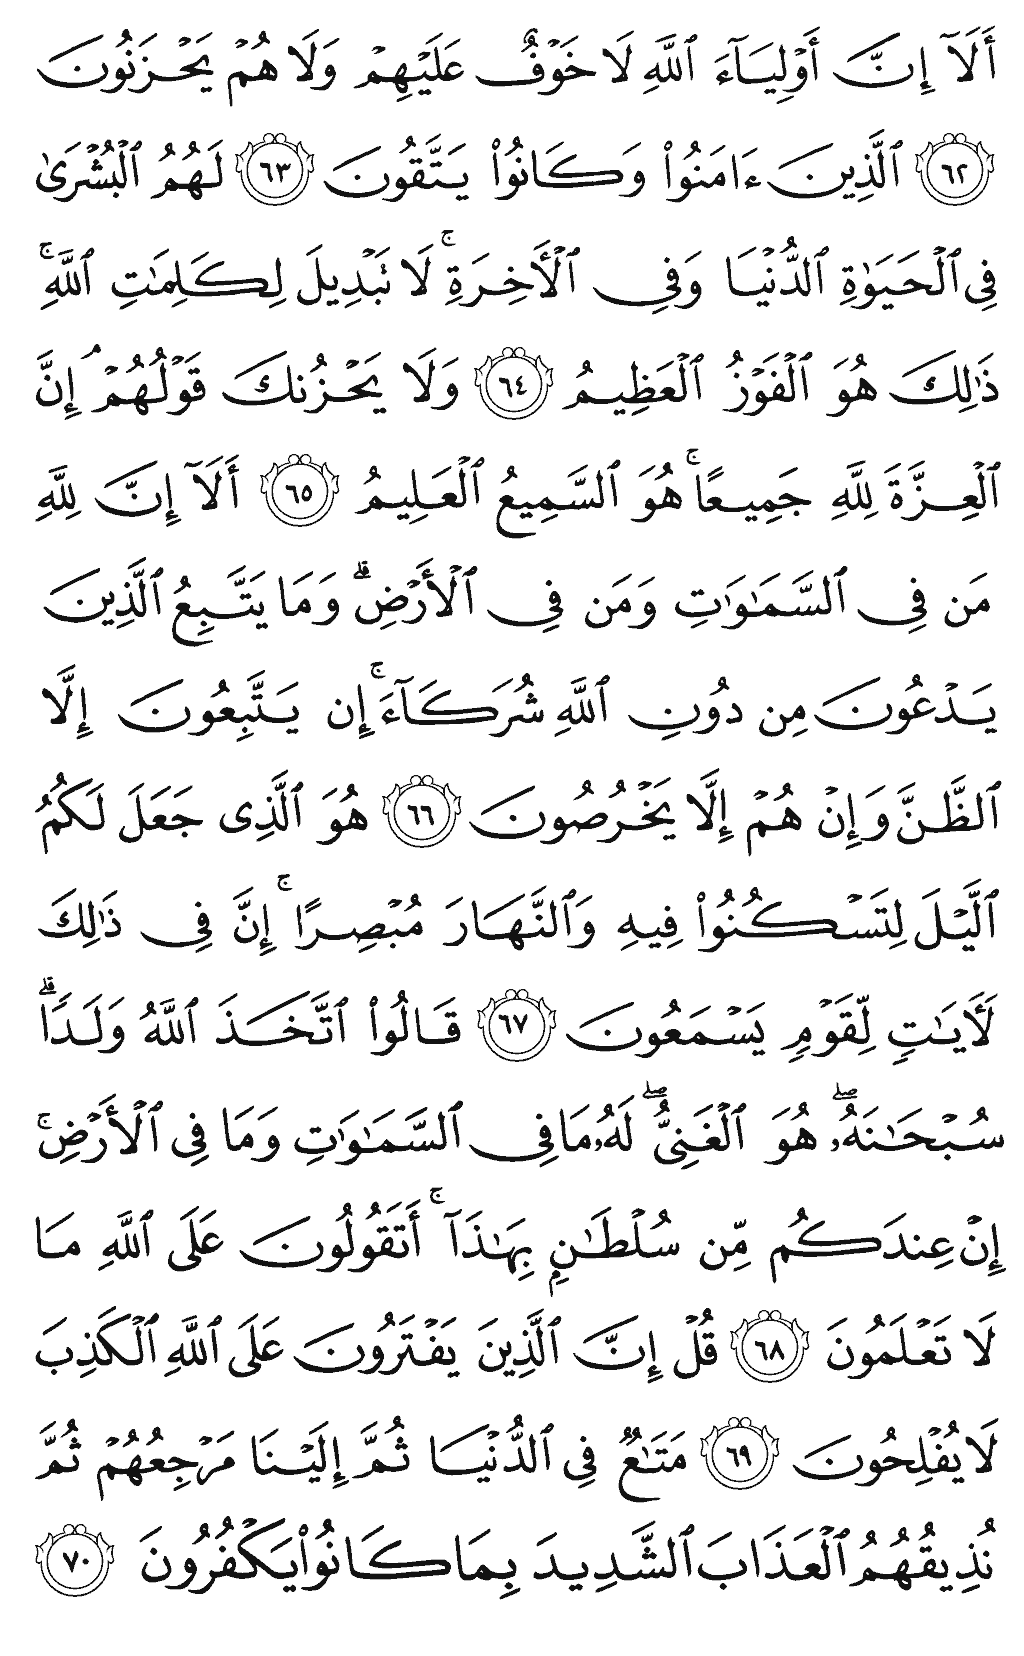 أَلَآ إِنَّ أَوْلِيَآءَ ٱللَّهِ لَا خَوْفٌ عَلَيْهِمْ وَلَا هُمْ يَحْزَنُونَ
٦٢ ٱلَّذِينَ ءَامَنُوا۟ وَكَانُوا۟ يَتَّقُونَ ٦٣ لَهُمُ ٱلْبُشْرَىٰ
فِى ٱلْحَيَوٰةِ ٱلدُّنْيَا وَفِى ٱلْأَخِرَةِ ۚ لَا تَبْدِيلَ لِكَلِمَٰتِ ٱللَّهِ ۚ
ذَٰلِكَ هُوَ ٱلْفَوْزُ ٱلْعَظِيمُ ٦٤ وَلَا يَحْزُنكَ قَوْلُهُمْ ۘ إِنَّ
ٱلْعِزَّةَ لِلَّهِ جَمِيعًا ۚ هُوَ ٱلسَّمِيعُ ٱلْعَلِيمُ ٦٥ أَلَآ إِنَّ لِلَّهِ
مَن فِى ٱلسَّمَٰوَٰتِ وَمَن فِى ٱلْأَرْضِ ۗ وَمَا يَتَّبِعُ ٱلَّذِينَ
يَدْعُونَ مِن دُونِ ٱللَّهِ شُرَكَآءَ ۚ إِن يَتَّبِعُونَ إِلَّا
ٱلظَّنَّ وَإِنْ هُمْ إِلَّا يَخْرُصُونَ ٦٦ هُوَ ٱلَّذِى جَعَلَ لَكُمُ
ٱلَّيْلَ لِتَسْكُنُوا۟ فِيهِ وَٱلنَّهَارَ مُبْصِرًا ۚ إِنَّ فِى ذَٰلِكَ
لَأَيَٰتٍ لِّقَوْمٍ يَسْمَعُونَ ٦٧ قَالُوا۟ ٱتَّخَذَ ٱللَّهُ وَلَدًا ۗ
سُبْحَٰنَهُۥ ۖ هُوَ ٱلْغَنِىُّ ۖ لَهُۥ مَا فِى ٱلسَّمَٰوَٰتِ وَمَا فِى ٱلْأَرْضِ ۚ
إِنْ عِندَكُم مِّن سُلْطَٰنٍۭ بِهَٰذَآ ۚ أَتَقُولُونَ عَلَى ٱللَّهِ مَا
لَا تَعْلَمُونَ ٦٨ قُلْ إِنَّ ٱلَّذِينَ يَفْتَرُونَ عَلَى ٱللَّهِ ٱلْكَذِبَ
لَا يُفْلِحُونَ ٦٩ مَتَٰعٌ فِى ٱلدُّنْيَا ثُمَّ إِلَيْنَا مَرْجِعُهُمْ ثُمَّ
نُذِيقُهُمُ ٱلْعَذَابَ ٱلشَّدِيدَ بِمَا كَانُوا۟ يَكْفُرُونَ ٧٠